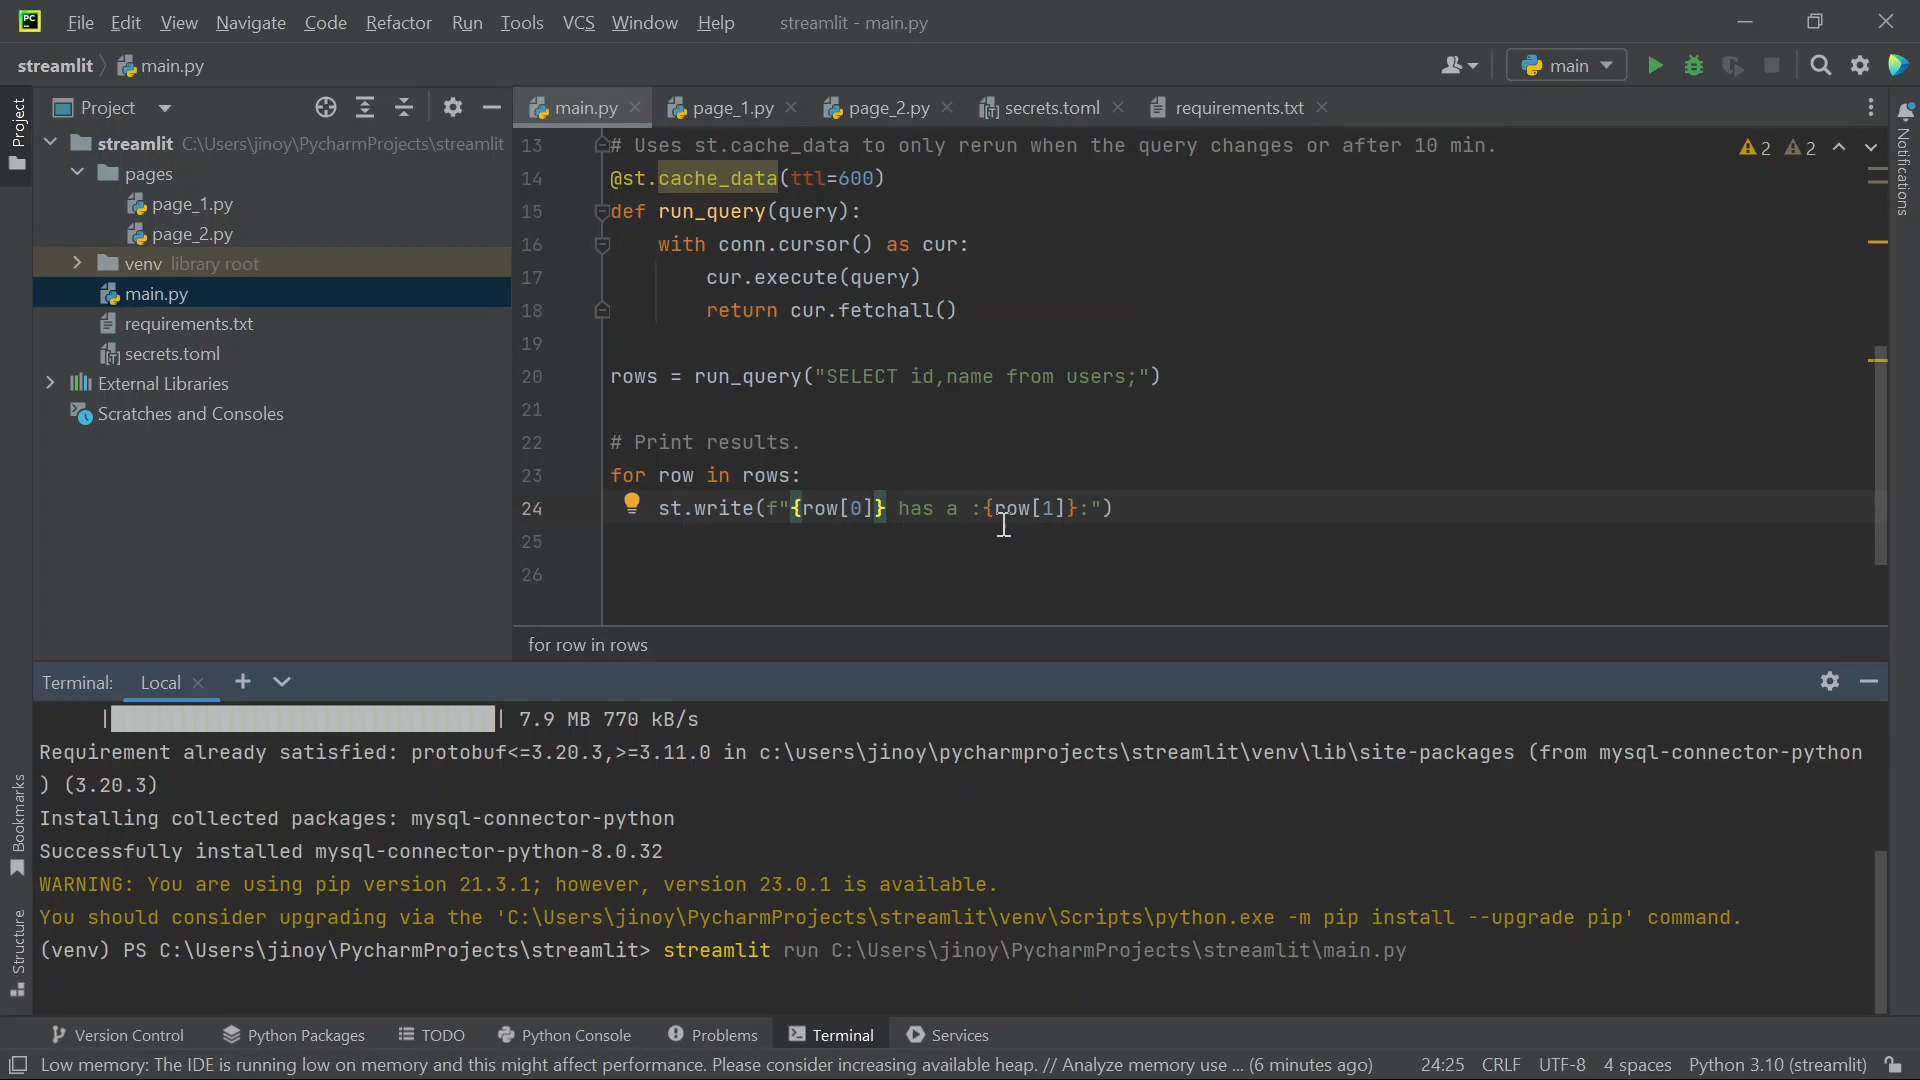 PC File Edit View Navigate Code Refactor Run Tools VCS Window Help streamlit - main.py
streamlit main.py main
Project
Project
main.py page_1.py page_2.py secrets.toml requirements.txt
streamlit C:\Users\jinoy\PycharmProjects\streamlit
pages
page_1.py
page_2.py
venv library root
main.py
requirements.txt
secrets.toml
External Libraries
Scratches and Consoles
2 2
13 # Uses st.cache_data to only rerun when the query changes or after 10 min.
14 @st.cache_data(ttl=600)
15 def run_query(query):
16 with conn.cursor() as cur:
17 cur.execute(query)
18 return cur.fetchall()
19
20 rows = run_query("SELECT id,name from users;")
21
22 # Print results.
23 for row in rows:
24 st.write(f"{row[0]} has a :{row[1]}:")
25
26
for row in rows
Notifications
Terminal: Local
| 7.9 MB 770 kB/s
Requirement already satisfied: protobuf<=3.20.3,>=3.11.0 in c:\users\jinoy\pycharmprojects\streamlit\venv\lib\site-packages (from mysql-connector-python
) (3.20.3)
Installing collected packages: mysql-connector-python
Successfully installed mysql-connector-python-8.0.32
WARNING: You are using pip version 21.3.1; however, version 23.0.1 is available.
You should consider upgrading via the 'C:\Users\jinoy\PycharmProjects\streamlit\venv\Scripts\python.exe -m pip install --upgrade pip' command.
(venv) PS C:\Users\jinoy\PycharmProjects\streamlit> streamlit run C:\Users\jinoy\PycharmProjects\streamlit\main.py
Bookmarks
Structure
Version Control Python Packages TODO Python Console Problems Terminal Services
Low memory: The IDE is running low on memory and this might affect performance. Please consider increasing available heap. // Analyze memory use ... (6 minutes ago) 24:25 CRLF UTF-8 4 spaces Python 3.10 (streamlit)